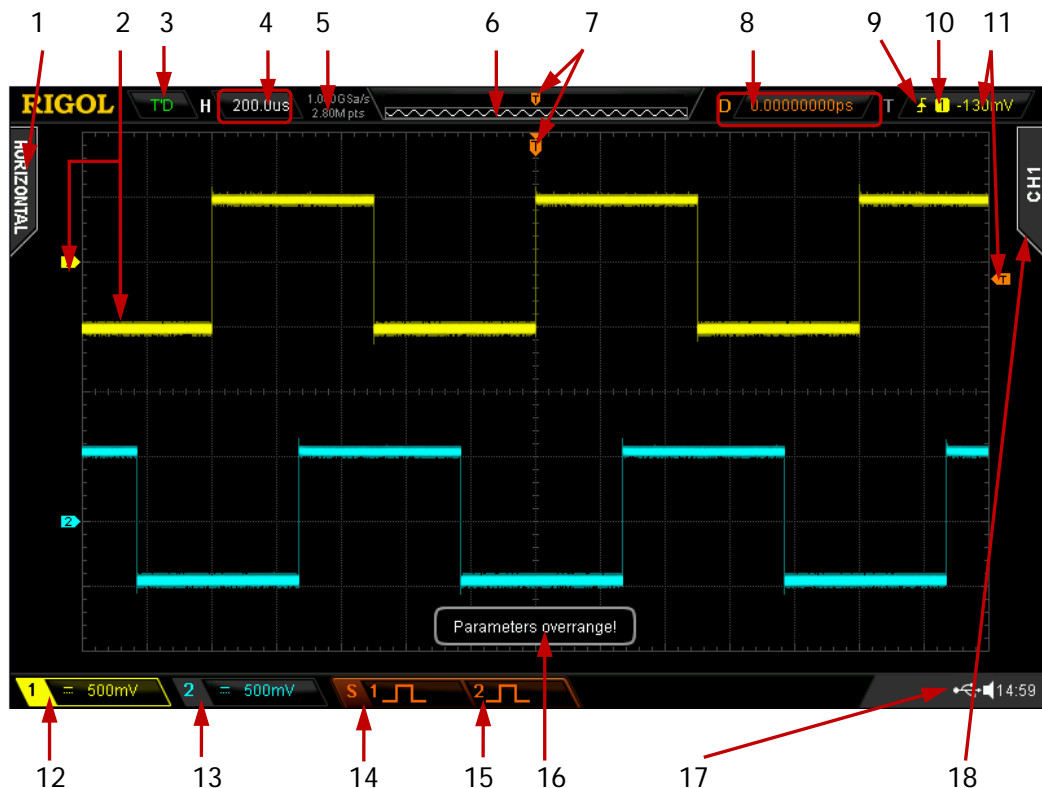 1 2 3 4 5 6 7 8 9 10 11
RIGOL T'D H 200.0us D 0.00000000ps T 1 -130mV
2.80M pts
T
T
HORIZONTAL
CH1
T
2
Parameters overrange!
1 500mV 2 500mV S 1 2 14:59
12 13 14 15 16 17 18